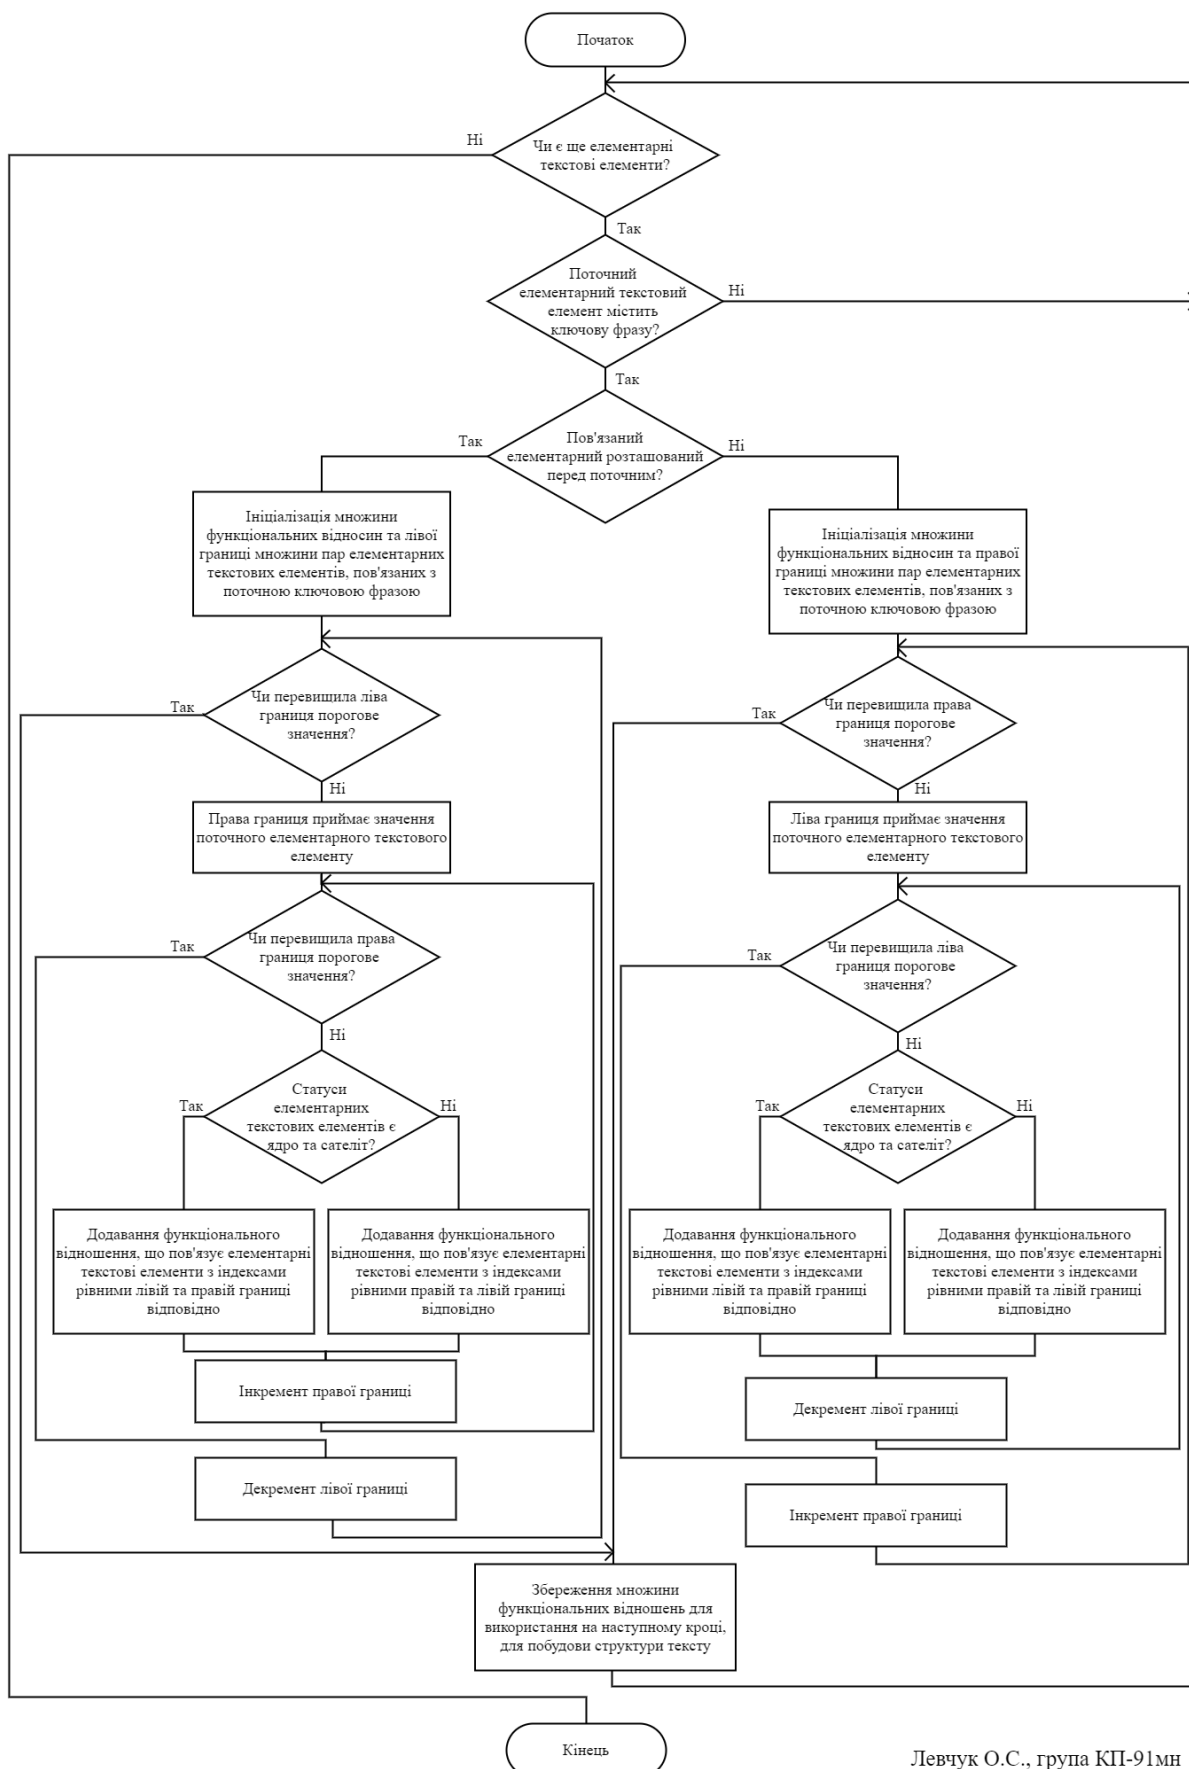 Початок
Ні
Чи є ще елементарні
текстові елементи?
Так
Поточний
елементарний текстовий
елемент містить
ключову фразу?
Ні
Так
Так
Пов'язаний
елементарний розташований
перед поточним?
Ні
Ініціалізація множини
функціональних відносин та лівої
границі множини пар елементарних
текстових елементів, пов'язаних з
поточною ключовою фразою
Ініціалізація множини
функціональних відносин та правої
границі множини пар елементарних
текстових елементів, пов'язаних з
поточною ключовою фразою
Так
Чи перевищила ліва
границя порогове
значення?
Ні
Так
Чи перевищила права
границя порогове
значення?
Ні
Права границя приймає значення
поточного елементарного текстового
елементу
Ліва границя приймає значення
поточного елементарного текстового
елементу
Так
Чи перевищила права
границя порогове
значення?
Ні
Так
Чи перевищила ліва
границя порогове
значення?
Ні
Так
Статуси
елементарних
текстових елементів є
ядро та сателіт?
Ні
Так
Статуси
елементарних
текстових елементів є
ядро та сателіт?
Ні
Додавання функціонального
відношення, що пов'язує елементарні
текстові елементи з індексами
рівними лівій та правій границі
відповідно
Додавання функціонального
відношення, що пов'язує елементарні
текстові елементи з індексами
рівними правій та лівій границі
відповідно
Додавання функціонального
відношення, що пов'язує елементарні
текстові елементи з індексами
рівними лівій та правій границі
відповідно
Додавання функціонального
відношення, що пов'язує елементарні
текстові елементи з індексами
рівними правій та лівій границі
відповідно
Інкремент правої границі
Декремент лівої границі
Декремент лівої границі
Інкремент правої границі
Збереження множини
функціональних відношень для
використання на наступному кроці,
для побудови структури тексту
Кінець
Левчук О.С., група КП-91мн